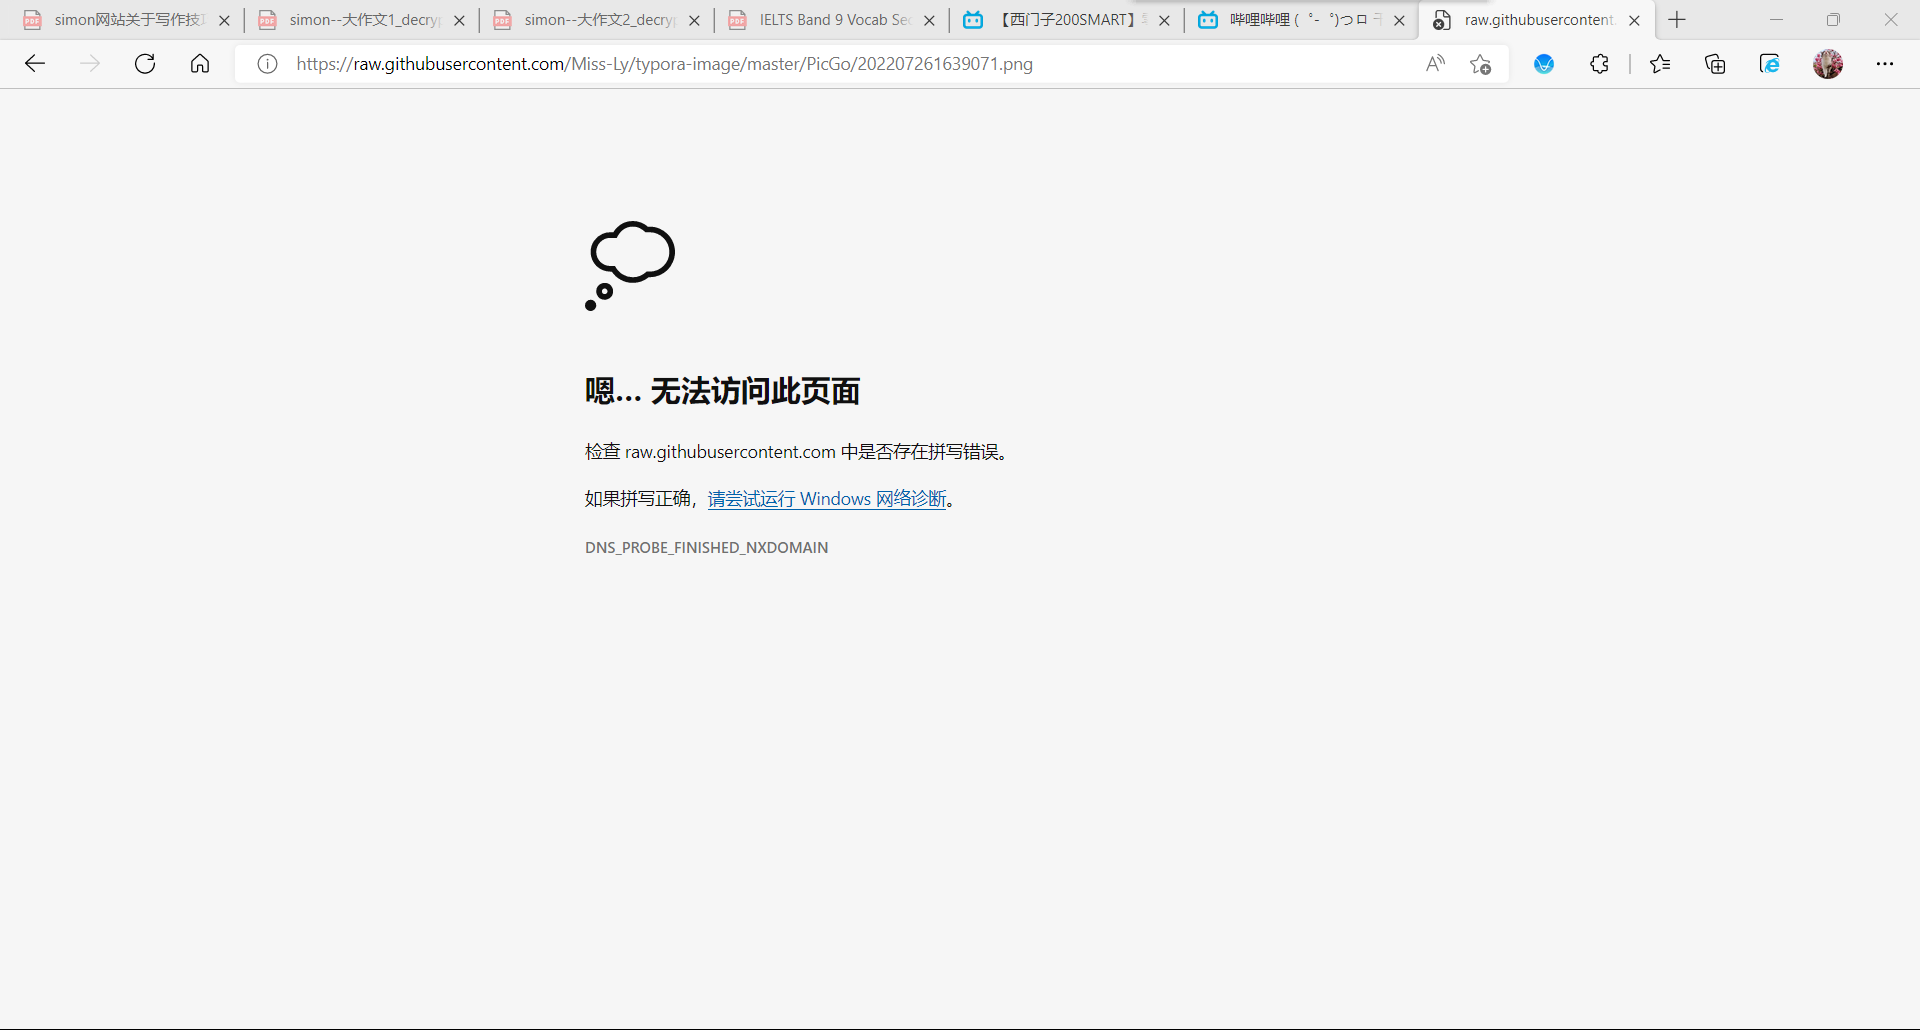 simon网站关于写作技
simon--大作文1_decry
simon--大作文2_decry
IELTS Band 9 Vocab Sec
【西门子200SMART】
哔哩哔哩 (゜-゜)つロ 干
raw.githubusercontent.
https://raw.githubusercontent.com/Miss-Ly/typora-image/master/PicGo/202207261639071.png
嗯... 无法访问此页面
检查 raw.githubusercontent.com 中是否存在拼写错误。
如果拼写正确，请尝试运行 Windows 网络诊断。
DNS_PROBE_FINISHED_NXDOMAIN